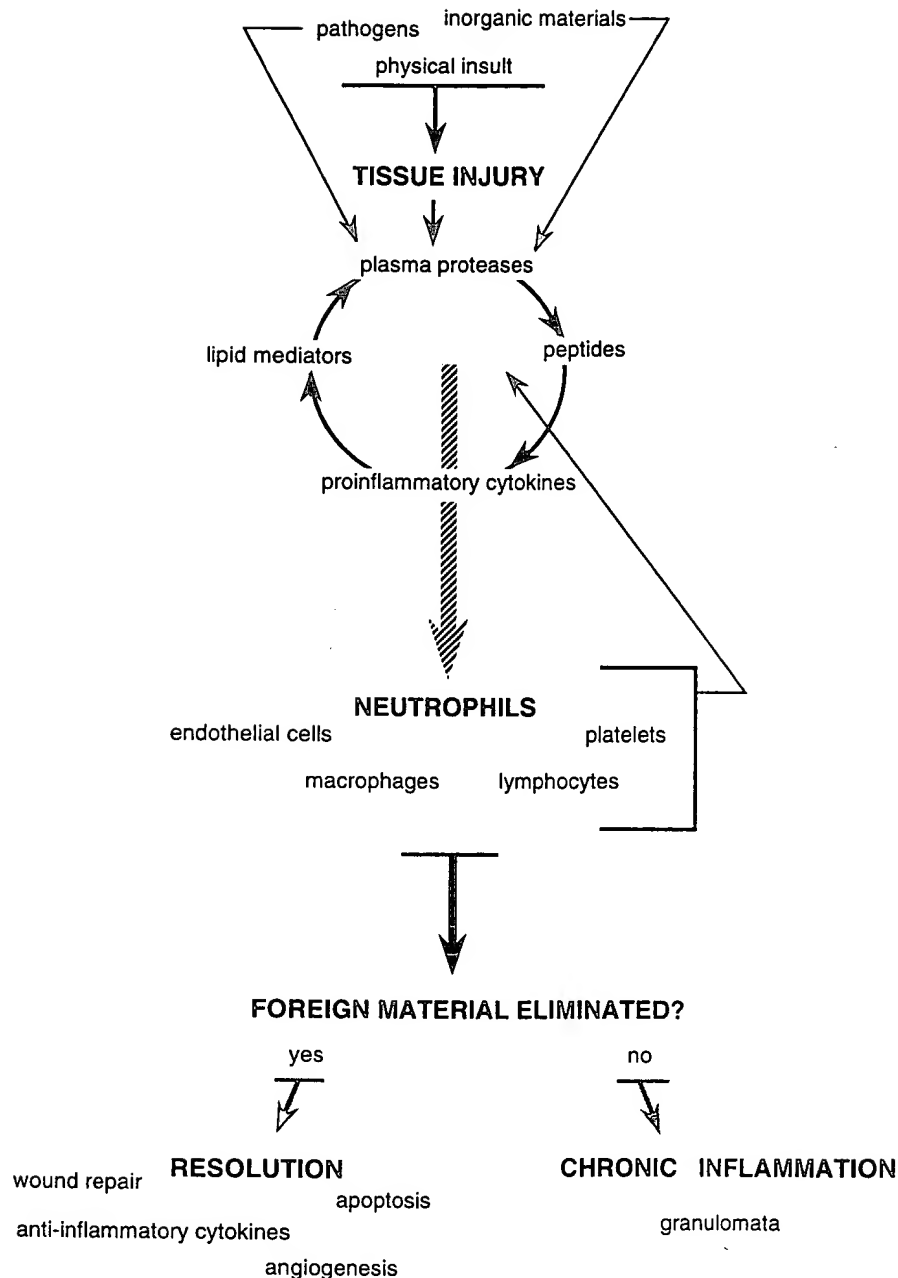 inorganic materials
pathogens
physical insult
TISSUE INJURY
plasma proteases
lipid mediators
peptides
proinflammatory cytokines
NEUTROPHILS
endothelial cells
platelets
macrophages
lymphocytes
FOREIGN MATERIAL ELIMINATED?
yes
no
RESOLUTION
wound repair
apoptosis
anti-inflammatory cytokines
angiogenesis
CHRONIC INFLAMMATION
granulomata